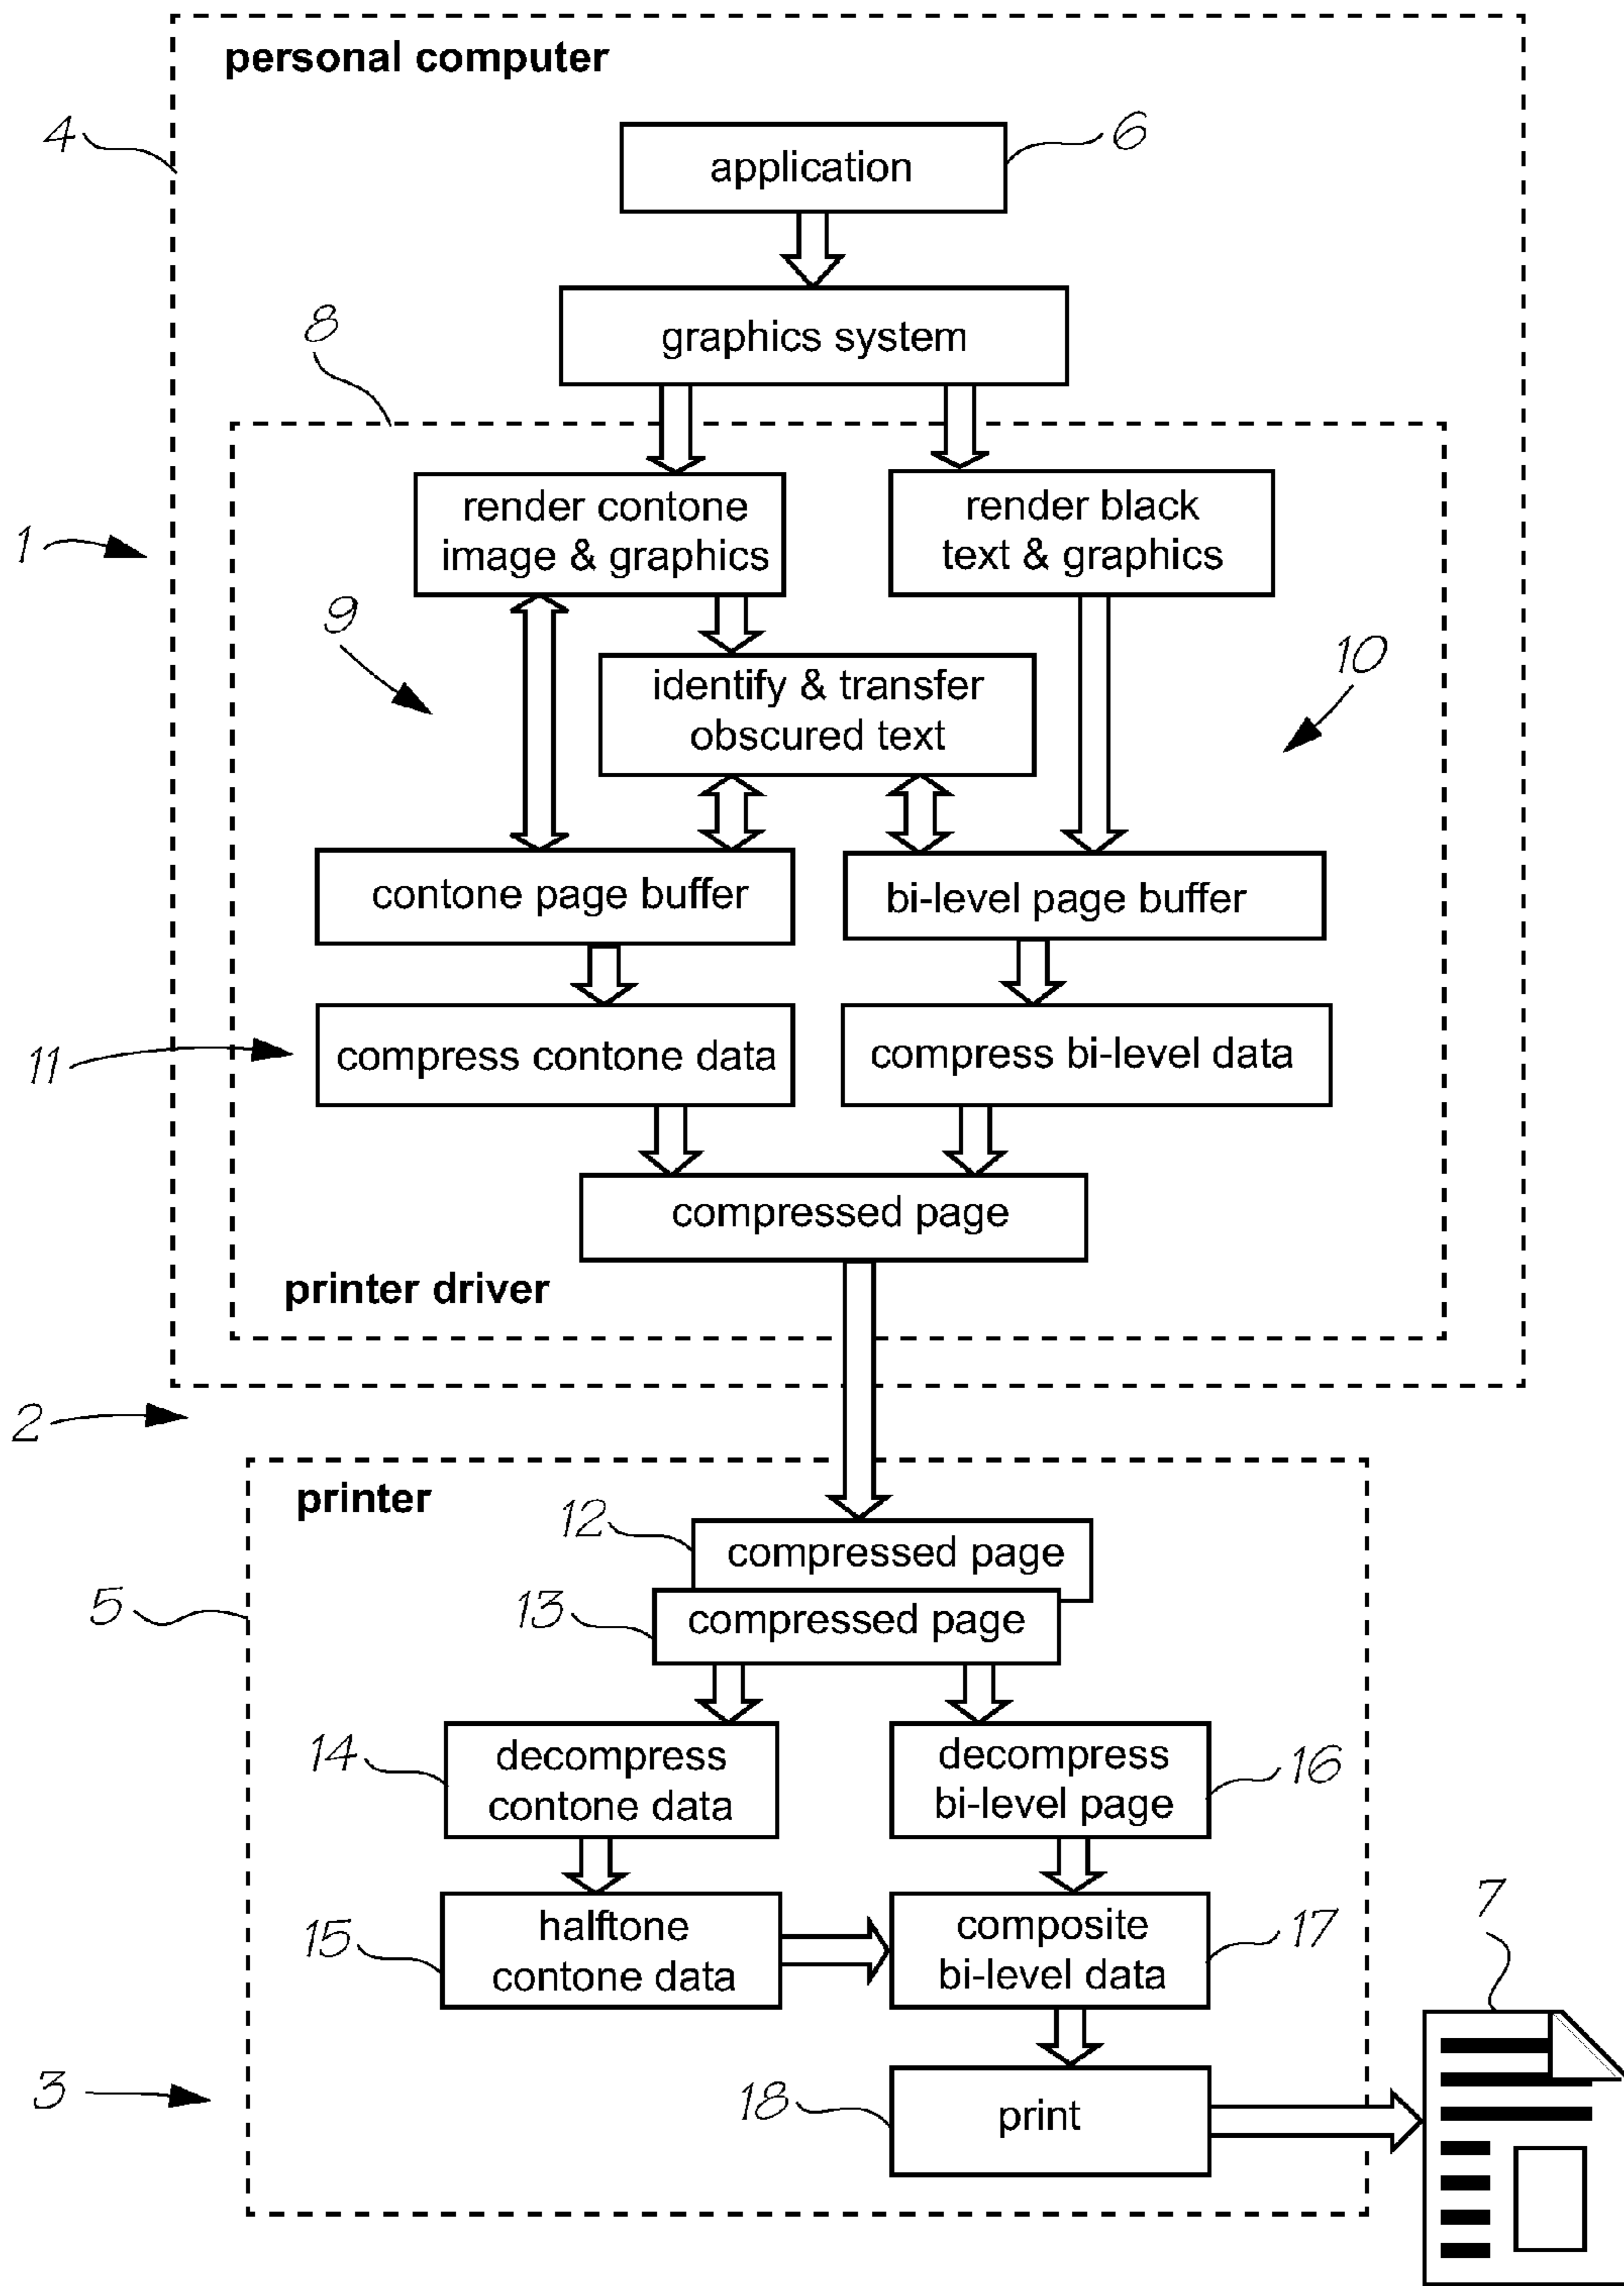 personal computer
4
6
application
8
graphics system
1
render contone
image & graphics
render black
text & graphics
9
10
identify & transfer
obscured text
contone page buffer
bi-level page buffer
11
compress contone data
compress bi-level data
compressed page
printer driver
2
printer
12
compressed page
5
13
compressed page
14
decompress
contone data
decompress
bi-level page
16
15
halftone
contone data
composite
bi-level data
17
7
3
18
print